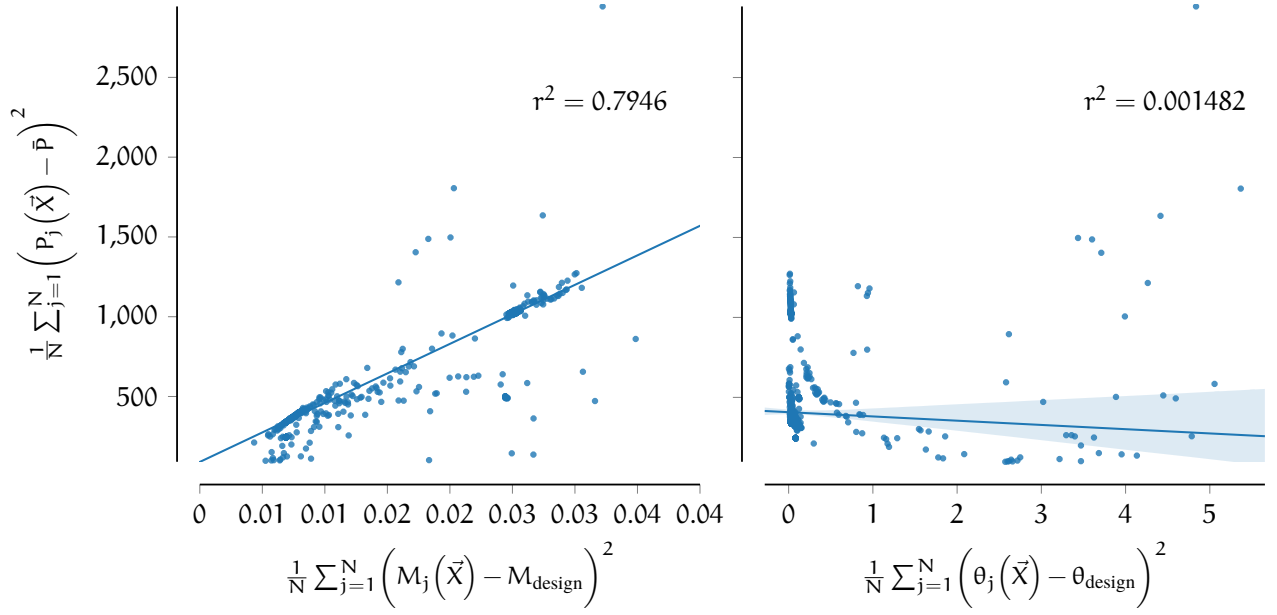 2,500
2,000
1,500
1,000
500
1/N ∑_{j=1}^{N} (P_j(X⃗) − P̄)^2
r² = 0.7946
r² = 0.001482
0 0.01 0.01 0.02 0.02 0.03 0.03 0.04 0.04
0 1 2 3 4 5
1/N ∑_{j=1}^{N} (M_j(X⃗) − M_design)^2
1/N ∑_{j=1}^{N} (θ_j(X⃗) − θ_design)^2